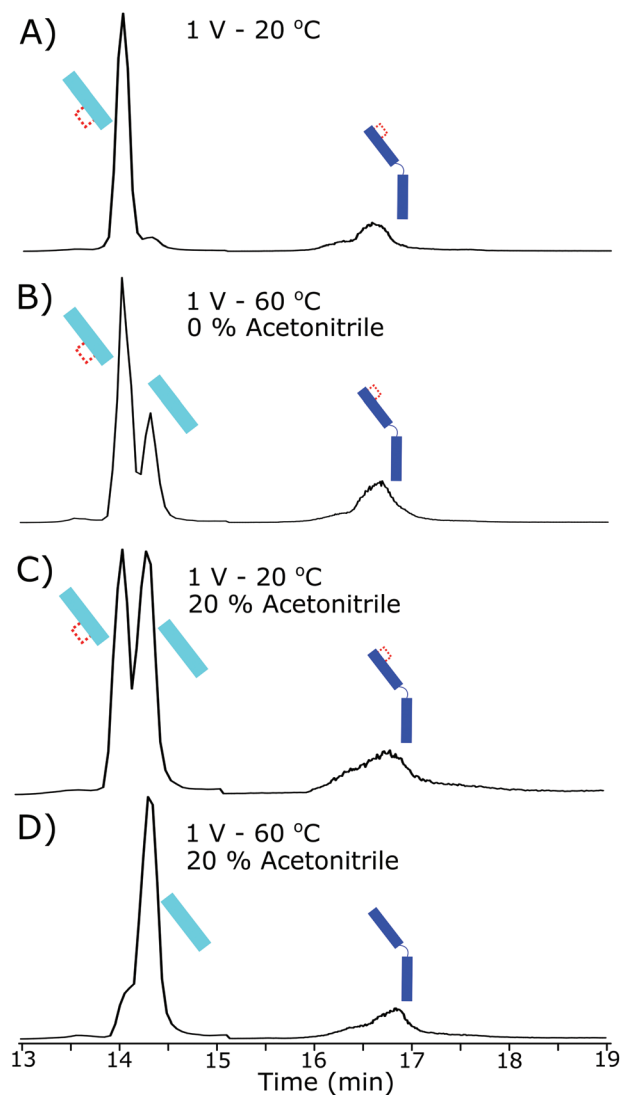 A)
1 V - 20 °C
B)
1 V - 60 °C
0 % Acetonitrile
C)
1 V - 20 °C
20 % Acetonitrile
D)
1 V - 60 °C
20 % Acetonitrile
13 14 15 16 17 18 19
Time (min)